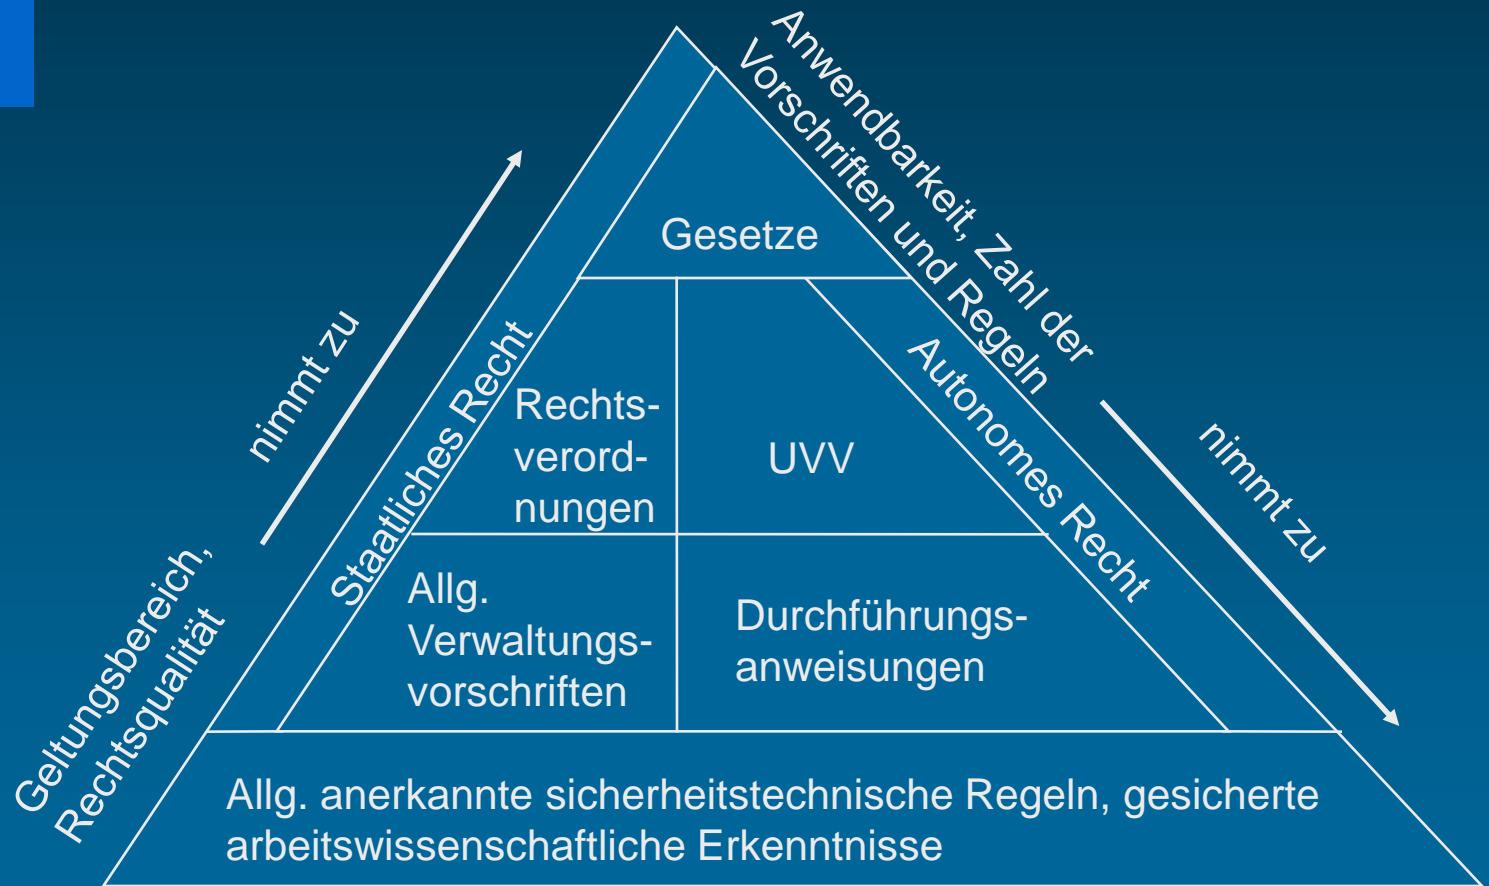 Anwendbarkeit, Zahl der
Vorschriften und Regeln
nimmt zu
Gesetze
nimmt zu
Geltungsbereich,
Rechtsqualität
Staatliches Recht
Rechts-
verord-
nungen
UVV
Autonomes Recht
Allg.
Verwaltungs-
vorschriften
Durchführungs-
anweisungen
Allg. anerkannte sicherheitstechnische Regeln, gesicherte
arbeitswissenschaftliche Erkenntnisse